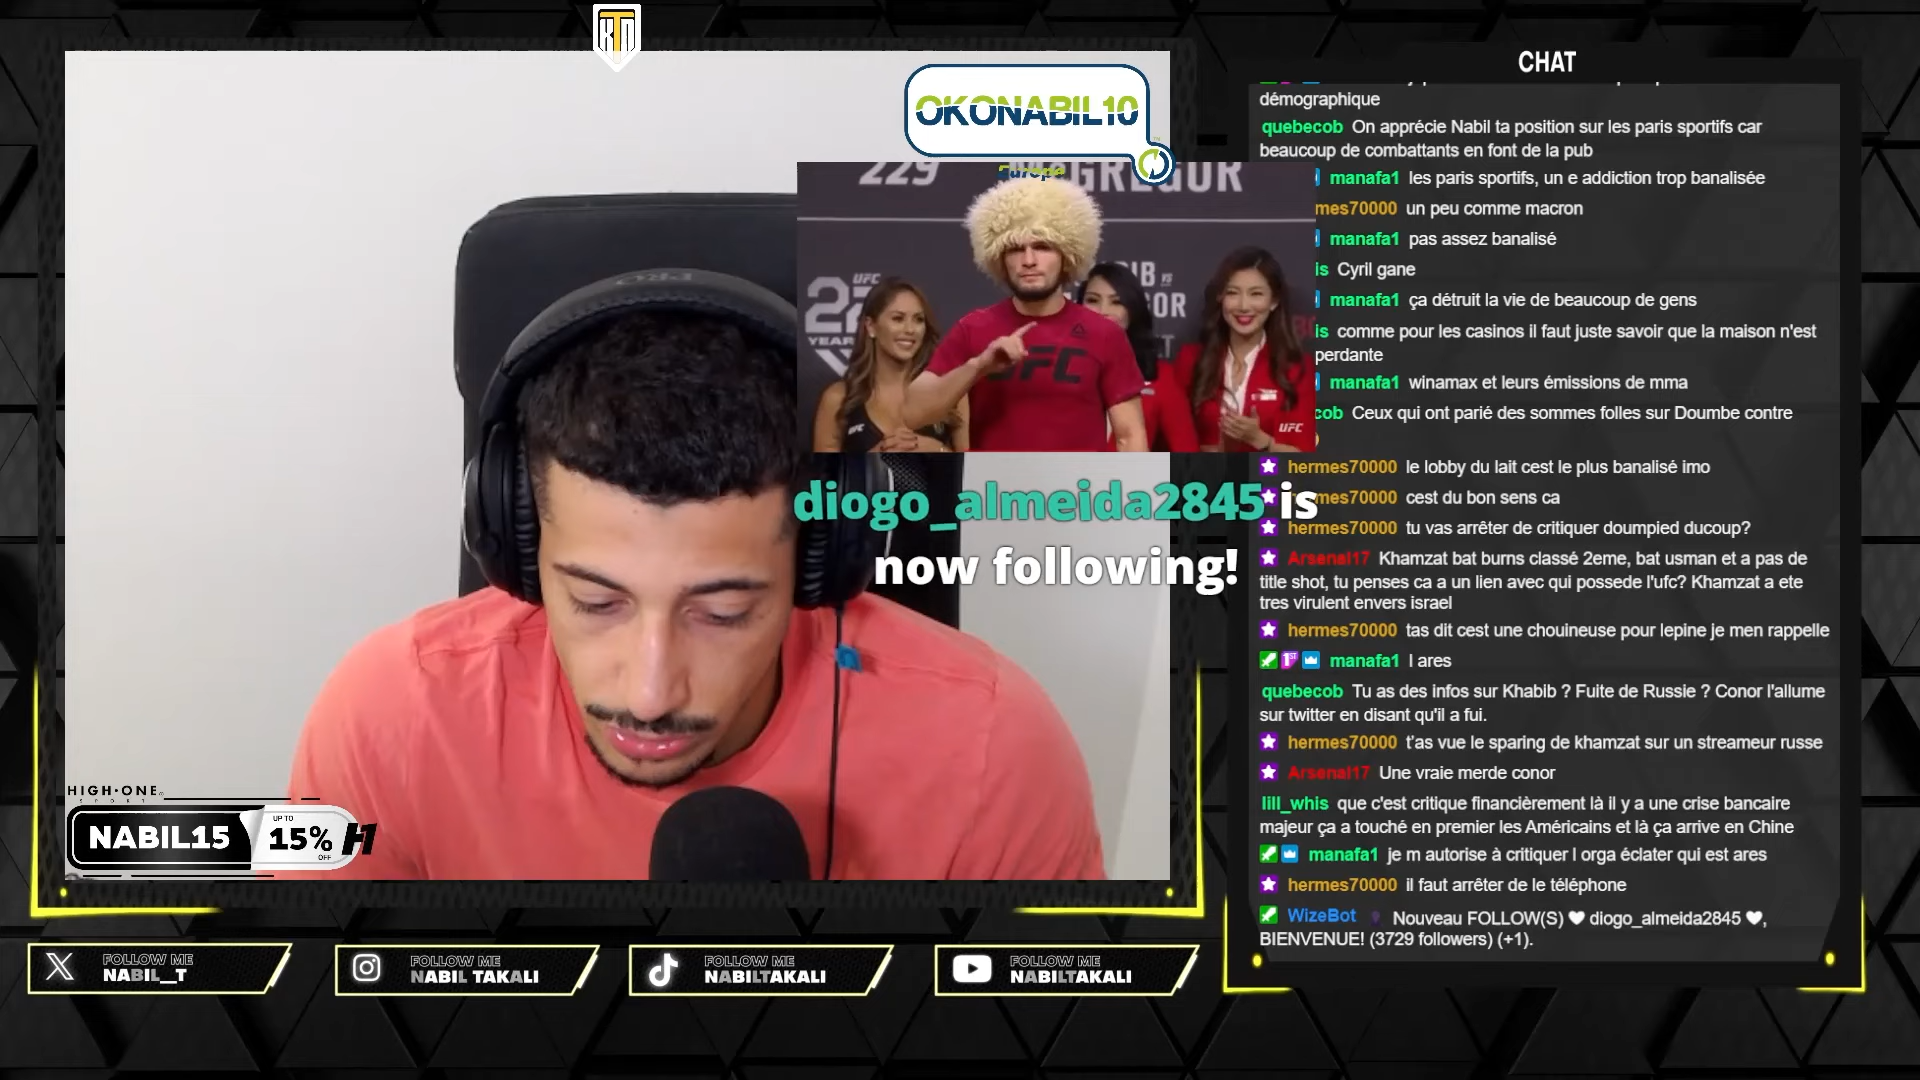 KTN
OKONABIL10
Europe
229 McGREGOR
UFC
YEAR
UFC
UFC
UFC
diogo_almeida2845 is
now following!
HIGH·ONE
SPORT
NABIL15
UP TO
15%
OFF
H1
FOLLOW ME
NABIL__T
FOLLOW ME
NABIL TAKALI
FOLLOW ME
NABILTAKALI
FOLLOW ME
NABILTAKALI
CHAT
démographique
quebecob On apprécie Nabil ta position sur les paris sportifs car
beaucoup de combattants en font de la pub
manafa1 les paris sportifs, un e addiction trop banalisée
mes70000 un peu comme macron
manafa1 pas assez banalisé
is Cyril gane
manafa1 ça détruit la vie de beaucoup de gens
is comme pour les casinos il faut juste savoir que la maison n'est
perdante
manafa1 winamax et leurs émissions de mma
cob Ceux qui ont parié des sommes folles sur Doumbe contre
hermes70000 le lobby du lait cest le plus banalisé imo
mes70000 cest du bon sens ca
hermes70000 tu vas arrêter de critiquer doumpied ducoup?
Arsenal17 Khamzat bat burns classé 2eme, bat usman et a pas de
title shot, tu penses ca a un lien avec qui possede l'ufc? Khamzat a ete
tres virulent envers israel
hermes70000 tas dit cest une chouineuse pour lepine je men rappelle
1ST manafa1 l ares
quebecob Tu as des infos sur Khabib ? Fuite de Russie ? Conor l'allume
sur twitter en disant qu'il a fui.
hermes70000 t'as vue le sparing de khamzat sur un streameur russe
Arsenal17 Une vraie merde conor
lill_whis que c'est critique financièrement là il y a une crise bancaire
majeur ça a touché en premier les Américains et là ça arrive en Chine
manafa1 je m autorise à critiquer l orga éclater qui est ares
hermes70000 il faut arrêter de le téléphone
WizeBot Nouveau FOLLOW(S) ♥ diogo_almeida2845 ♥,
BIENVENUE! (3729 followers) (+1).